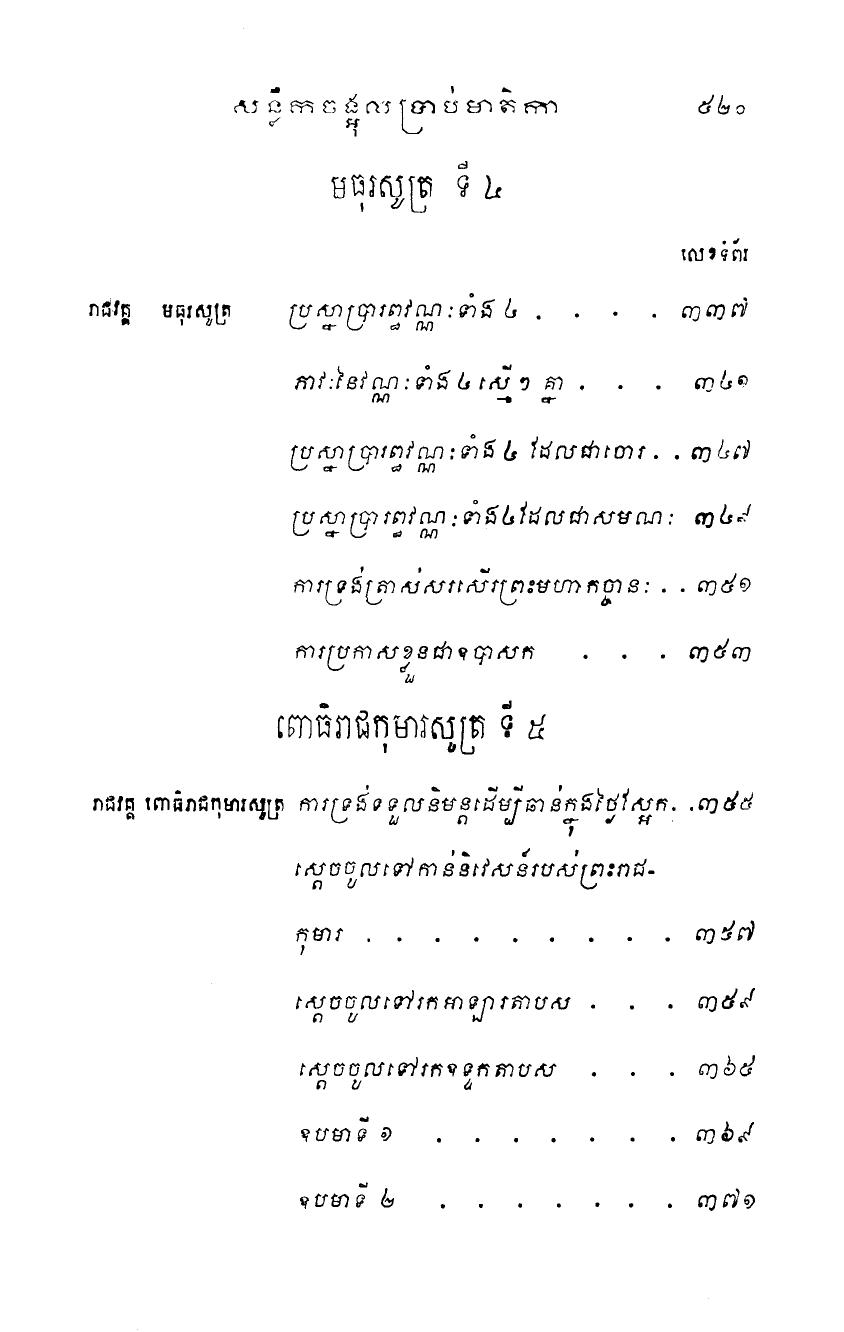 សន្លឹកចង្អុលប្រាប់មាតិកា ៥២០
មធុរសូត្រ ទី ៤
លេខទំព័រ
រាជវគ្គ មធុរសូត្រ ប្រស្នាប្រារព្ធវណ្ណៈទាំង ៤ . . . . ៣៣៧
ភាវៈនៃវណ្ណៈទាំង ៤ ស្មើៗ គ្នា . . . ៣៤១
ប្រស្នាប្រារព្ធវណ្ណៈទាំង ៤ ដែលជាចោរ . . ៣៤៧
ប្រស្នាប្រារព្ធវណ្ណៈទាំង៤ដែលជាសមណៈ ៣៤៩
ការទ្រង់ត្រាស់សរសើរព្រះមហាកច្ចានៈ . . ៣៥១
ការប្រកាសខ្លួនជាឧបាសក . . . ៣៥៣
ពោធិរាជកុមារសូត្រ ទី ៥
រាជវគ្គ ពោធិរាជកុមារសូត្រ ការទ្រង់ទទួលនិមន្តដើម្បីឆាន់ក្នុងថ្ងៃស្អែក . . ៣៥៥
ស្តេចចូលទៅកាន់និវេសន៍របស់ព្រះរាជ-
កុមារ . . . . . . . . . ៣៥៧
ស្តេចចូលទៅរកអាឡារតាបស . . . ៣៥៩
ស្តេចចូលទៅរកឧទ្ទកតាបស . . . ៣៦៥
ឧបមាទី ១ . . . . . . . ៣៦៩
ឧបមាទី ២ . . . . . . . ៣៧១